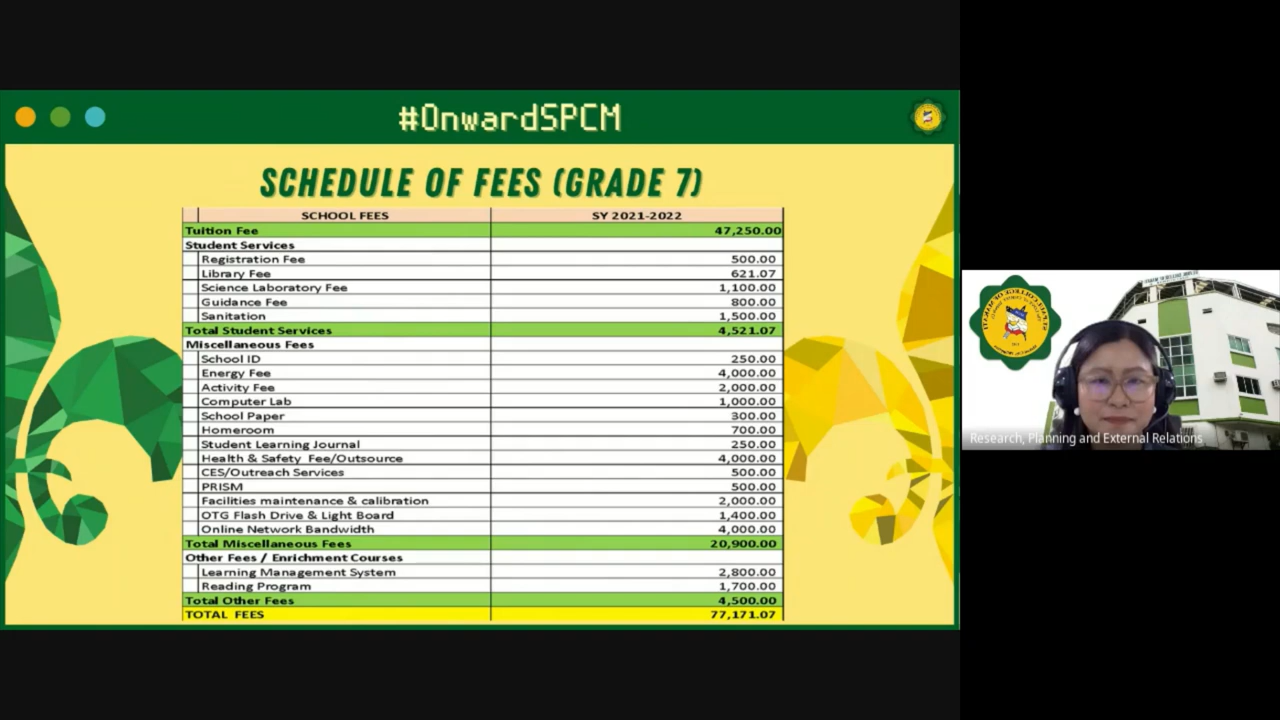 #OnwardSPCM
SCHEDULE OF FEES (GRADE 7)
SCHOOL FEES SY 2021-2022
Tuition Fee 47,250.00
Student Services
Registration Fee 500.00
Library Fee 621.07
Science Laboratory Fee 1,100.00
Guidance Fee 800.00
Sanitation 1,500.00
Total Student Services 4,521.07
Miscellaneous Fees
School ID 250.00
Energy Fee 4,000.00
Activity Fee 2,000.00
Computer Lab 1,000.00
School Paper 300.00
Homeroom 700.00
Student Learning Journal 250.00
Health & Safety Fee/Outsource 4,000.00
CES/Outreach Services 500.00
PRISM 500.00
Facilities maintenance & calibration 2,000.00
OTG Flash Drive & Light Board 1,400.00
Online Network Bandwidth 4,000.00
Total Miscellaneous Fees 20,900.00
Other Fees / Enrichment Courses
Learning Management System 2,800.00
Reading Program 1,700.00
Total Other Fees 4,500.00
TOTAL FEES 77,171.07
Research, Planning and External Relations